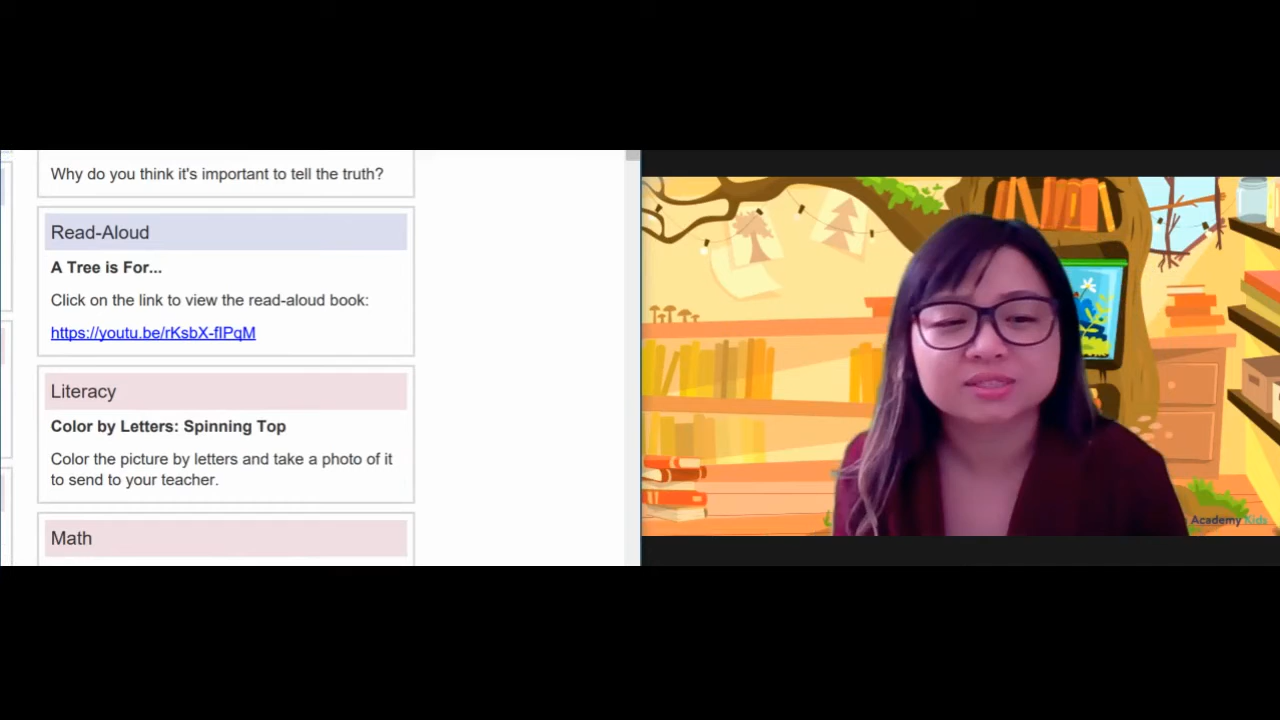 Why do you think it's important to tell the truth?
Read-Aloud
A Tree is For...
Click on the link to view the read-aloud book:
https://youtu.be/rKsbX-flPqM
Literacy
Color by Letters: Spinning Top
Color the picture by letters and take a photo of it
to send to your teacher.
Math
Academy Kids